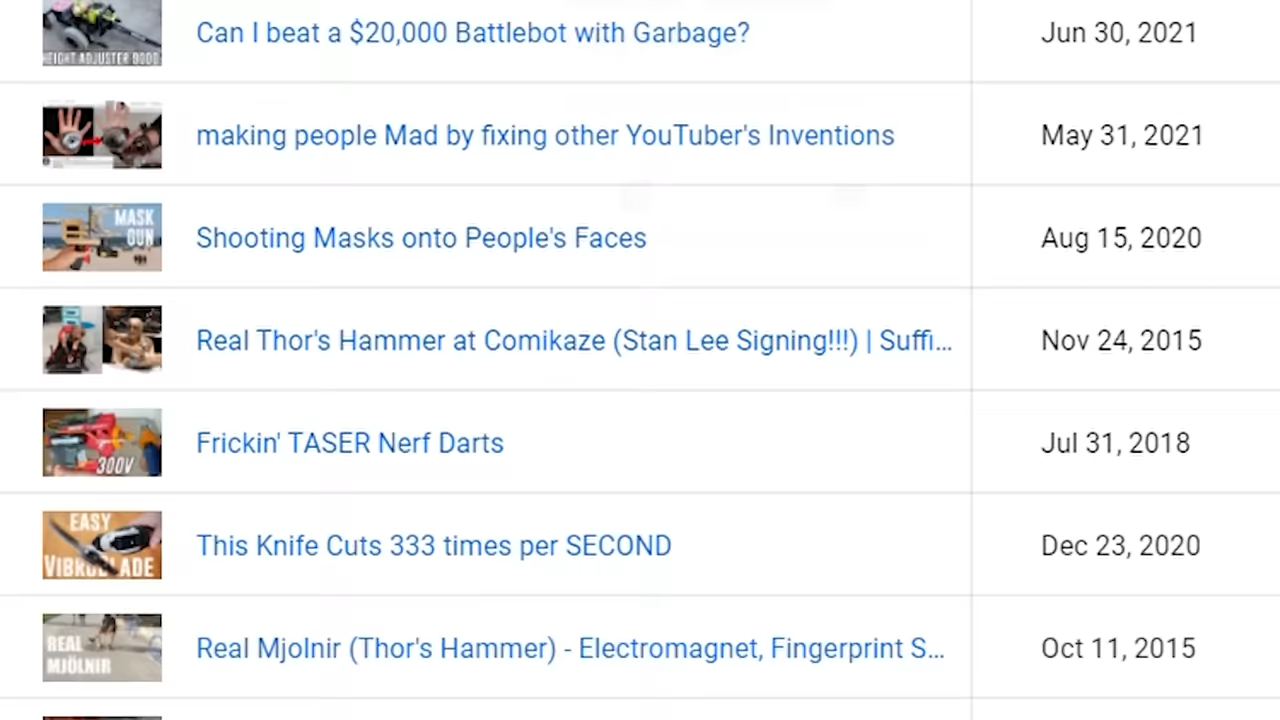 HEIGHT ADJUSTER 9000
Can I beat a $20,000 Battlebot with Garbage? Jun 30, 2021
making people Mad by fixing other YouTuber's Inventions May 31, 2021
MASK
GUN
Shooting Masks onto People's Faces Aug 15, 2020
Real Thor's Hammer at Comikaze (Stan Lee Signing!!!) | Suffi... Nov 24, 2015
300V
Frickin' TASER Nerf Darts Jul 31, 2018
EASY
VIBROBLADE
This Knife Cuts 333 times per SECOND Dec 23, 2020
REAL
MJÖLNIR
Real Mjolnir (Thor's Hammer) - Electromagnet, Fingerprint S... Oct 11, 2015